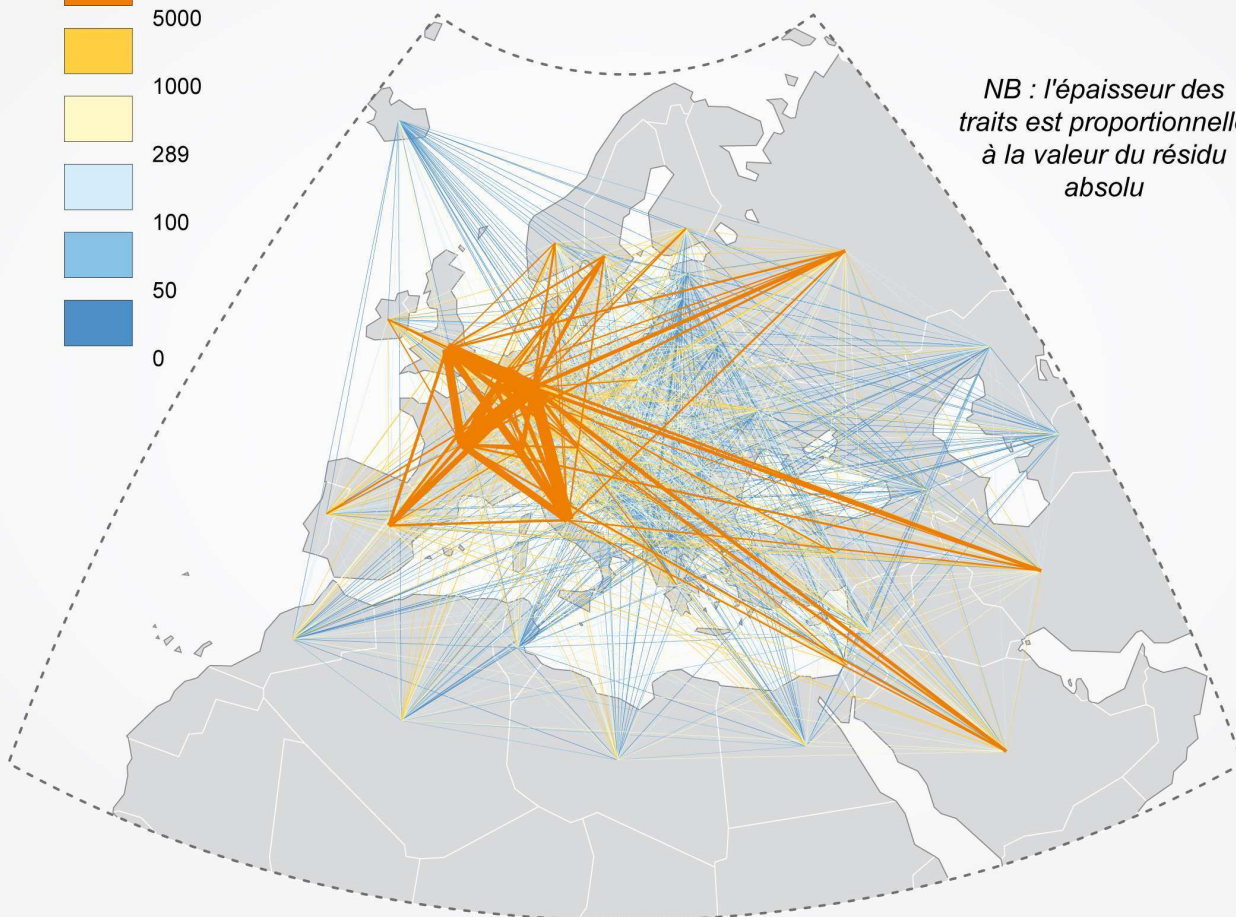 5000
1000
289
100
50
0
NB : l'épaisseur des
traits est proportionnelle
à la valeur du résidu
absolu